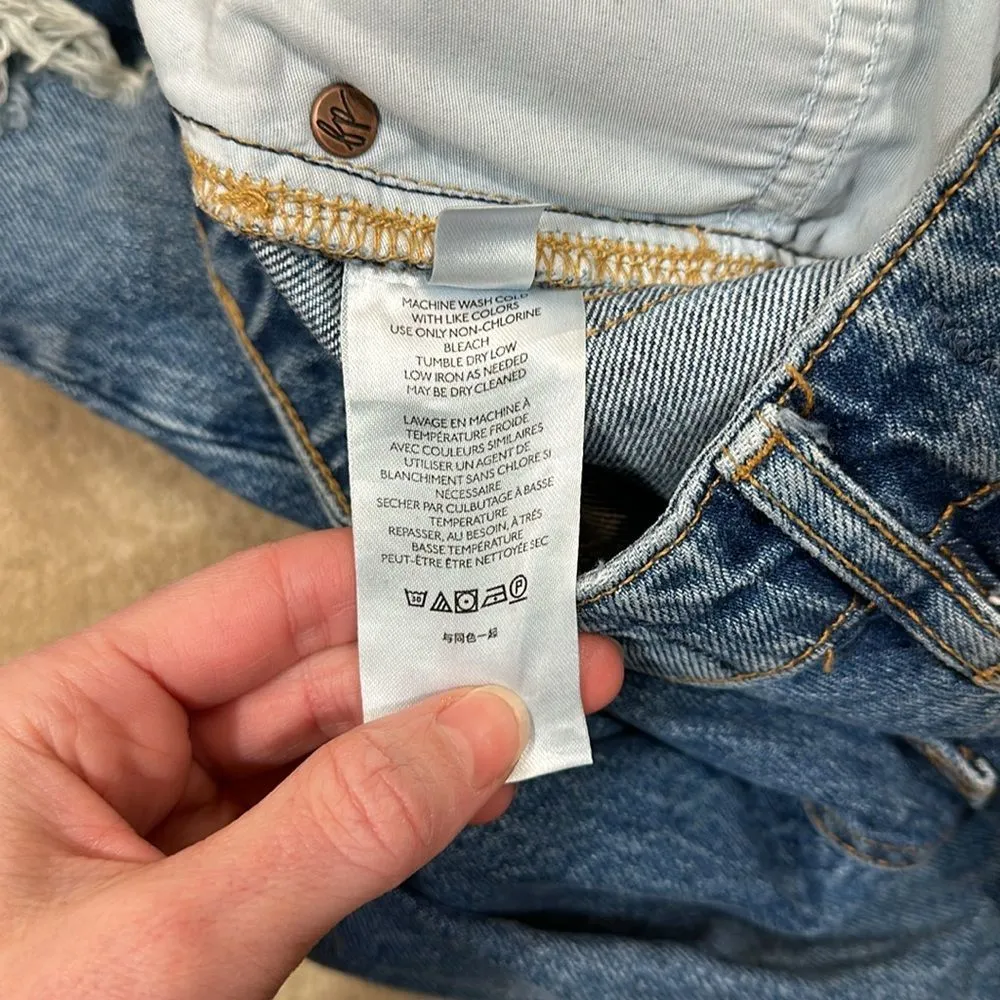 fp
MACHINE WASH COLD
WITH LIKE COLORS
USE ONLY NON-CHLORINE
BLEACH
TUMBLE DRY LOW
LOW IRON AS NEEDED
MAY BE DRY CLEANED
LAVAGE EN MACHINE À
TEMPÉRATURE FROIDE
AVEC COULEURS SIMILAIRES
UTILISER UN AGENT DE
BLANCHIMENT SANS CHLORE SI
NÉCESSAIRE
SECHER PAR CULBUTAGE À BASSE
TEMPERATURE
REPASSER, AU BESOIN, À TRÈS
BASSE TEMPÉRATURE
PEUT-ÊTRE ÊTRE NETTOYÉE SEC
30 P
与同色一起